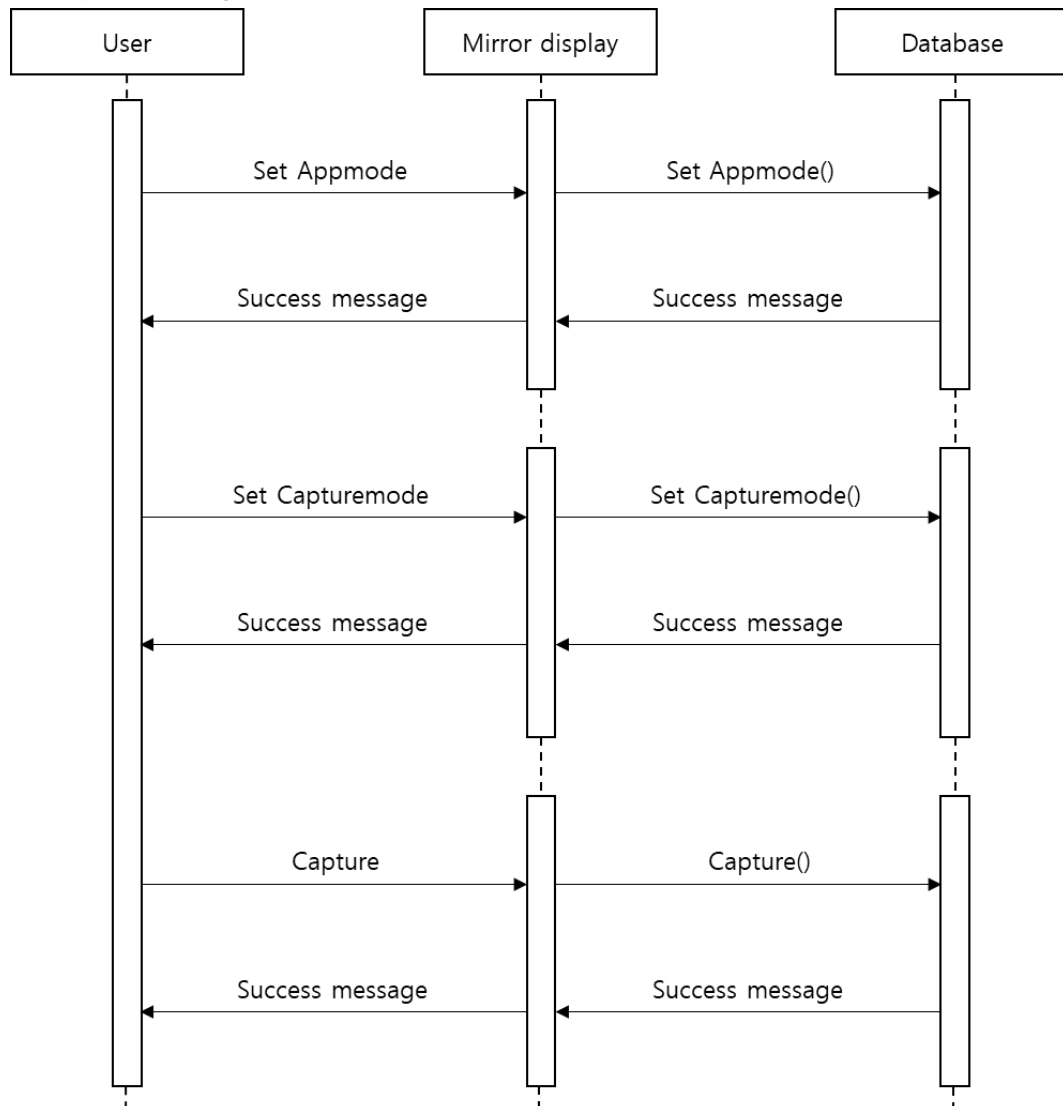 User
Mirror display
Database
Set Appmode
Set Appmode()
Success message
Success message
Set Capturemode
Set Capturemode()
Success message
Success message
Capture
Capture()
Success message
Success message